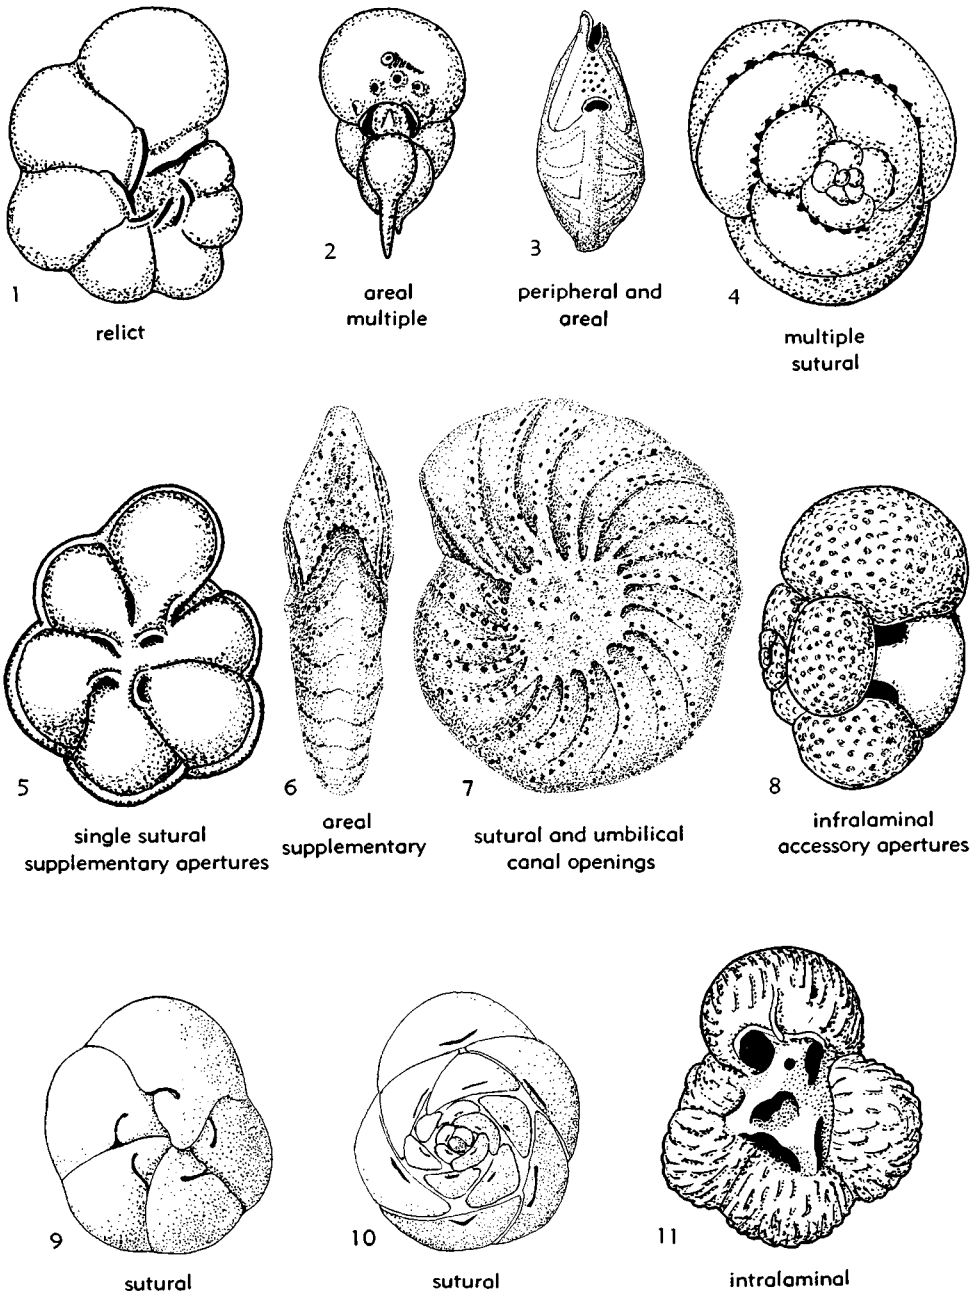 1
relict
2
areal
multiple
3
peripheral and
areal
4
multiple
sutural
5
single sutural
supplementary apertures
6
areal
supplementary
7
sutural and umbilical
canal openings
8
infralaminal
accessory apertures
9
sutural
10
sutural
11
intralaminal